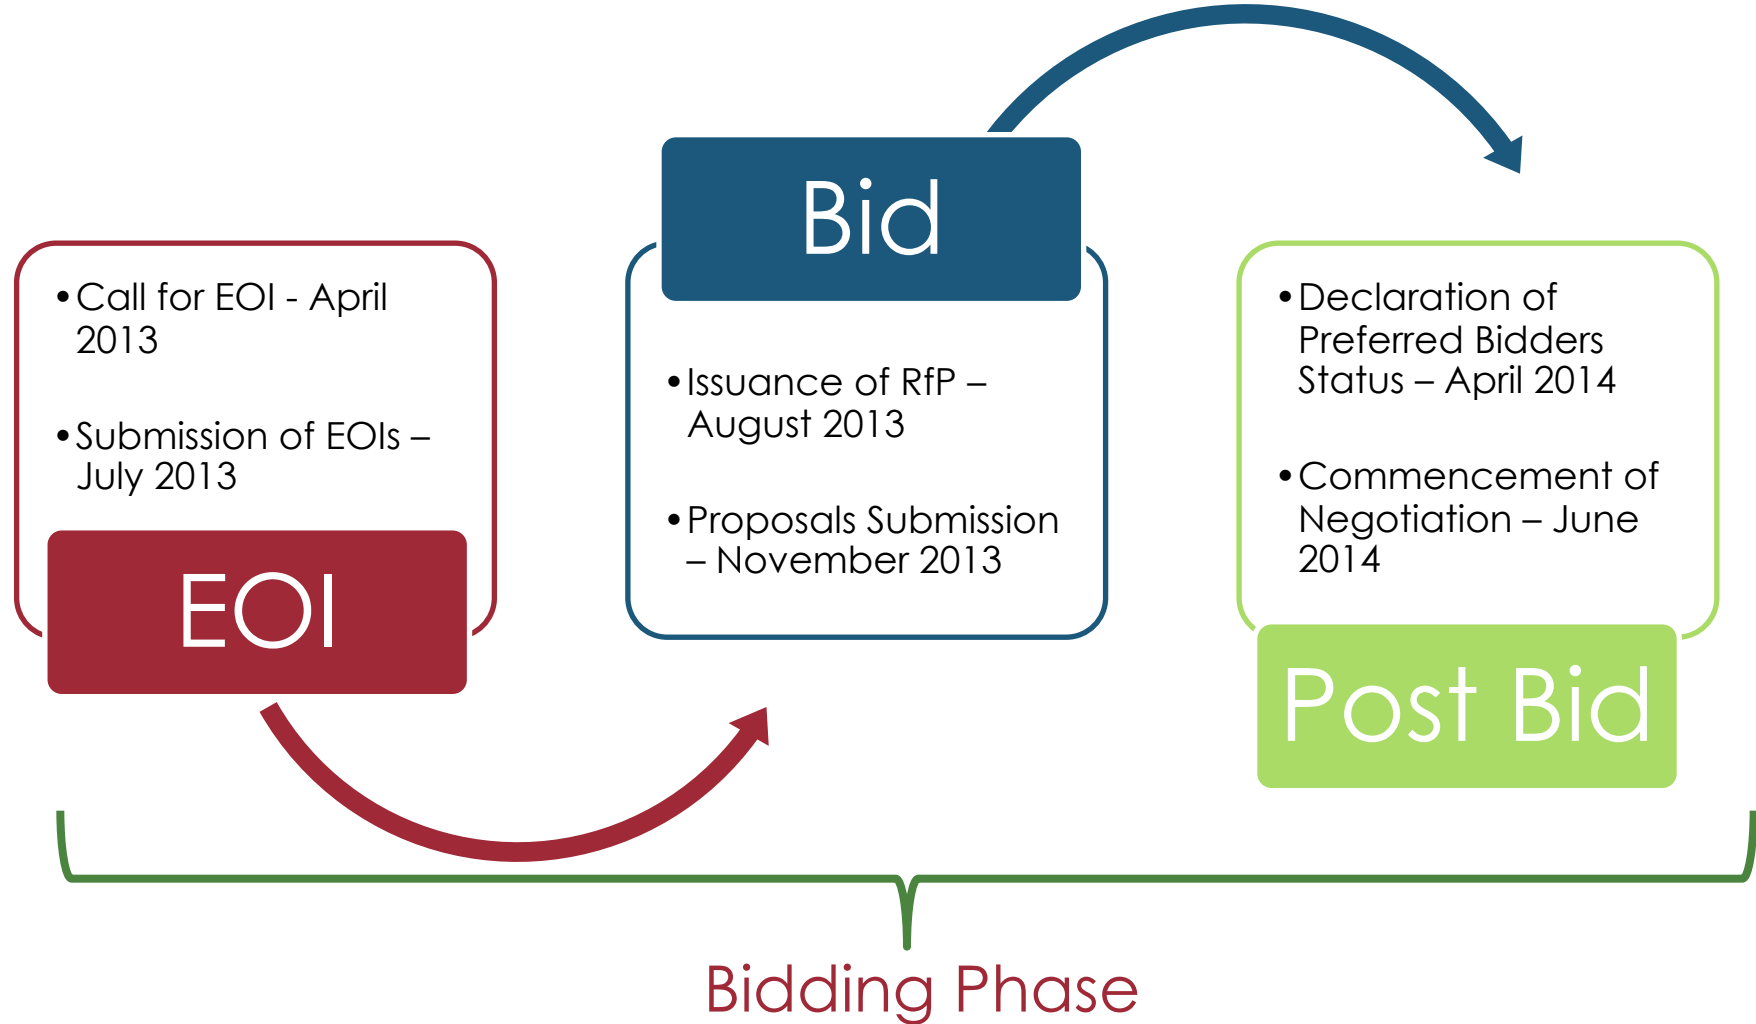 •Call for EOI - April
2013
•Submission of EOIs –
July 2013
EOI
Bid
•Issuance of RfP –
August 2013
•Proposals Submission
– November 2013
•Declaration of
Preferred Bidders
Status – April 2014
•Commencement of
Negotiation – June
2014
Post Bid
Bidding Phase